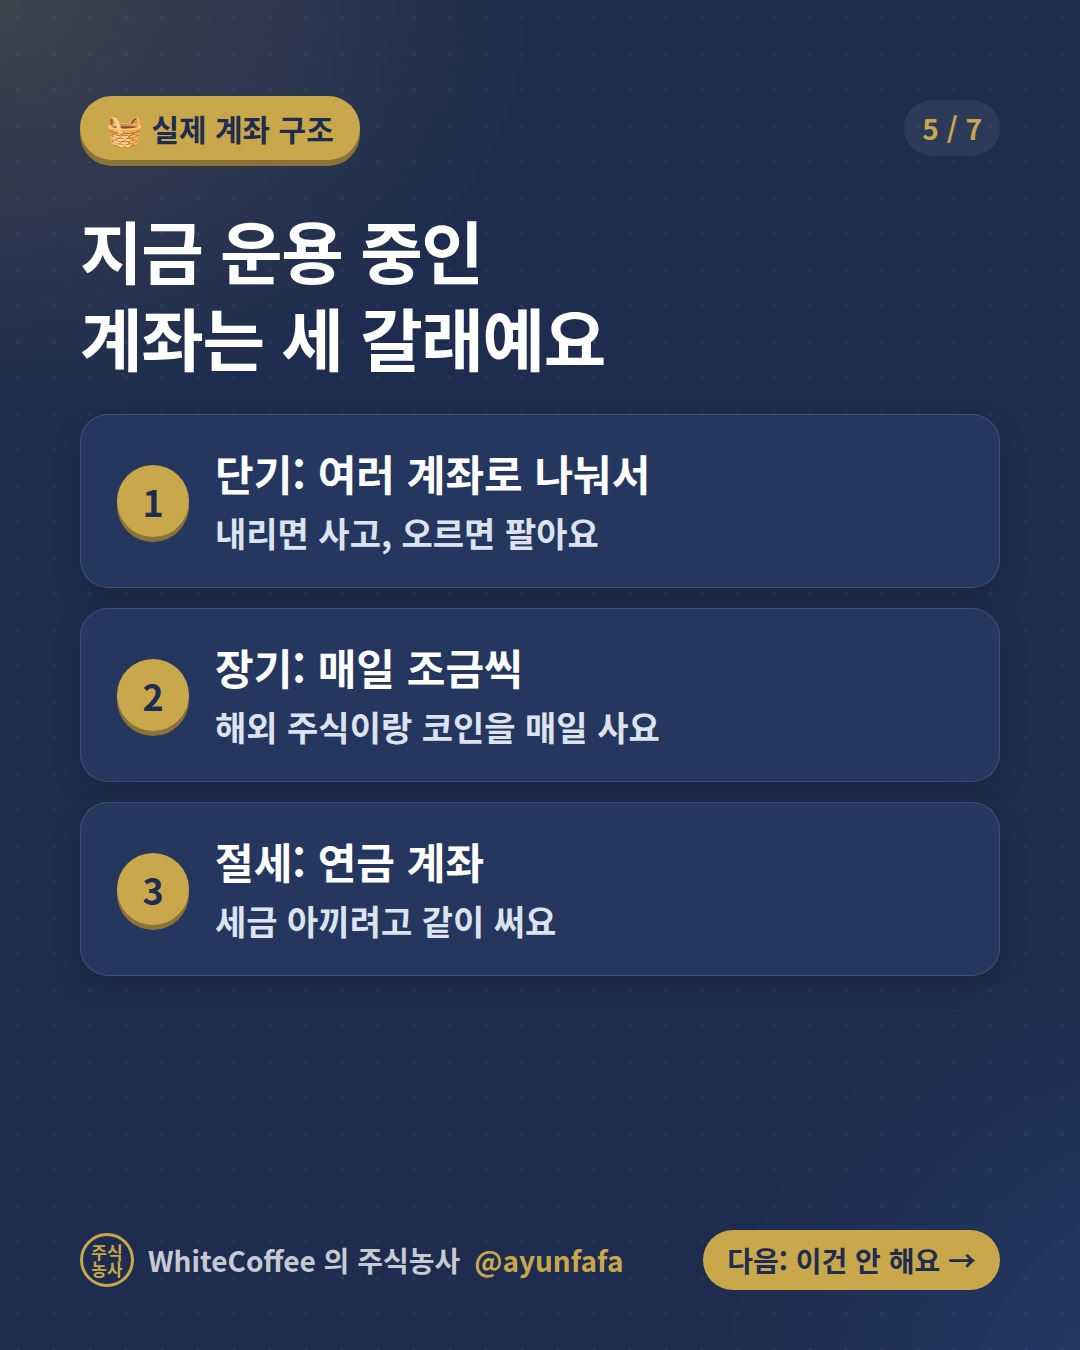 🧺 실제 계좌 구조
5 / 7
지금 운용 중인
계좌는 세 갈래예요
1
단기: 여러 계좌로 나눠서
내리면 사고, 오르면 팔아요
2
장기: 매일 조금씩
해외 주식이랑 코인을 매일 사요
3
절세: 연금 계좌
세금 아끼려고 같이 써요
주식
농사
WhiteCoffee 의 주식농사 @ayunfafa
다음: 이건 안 해요 →